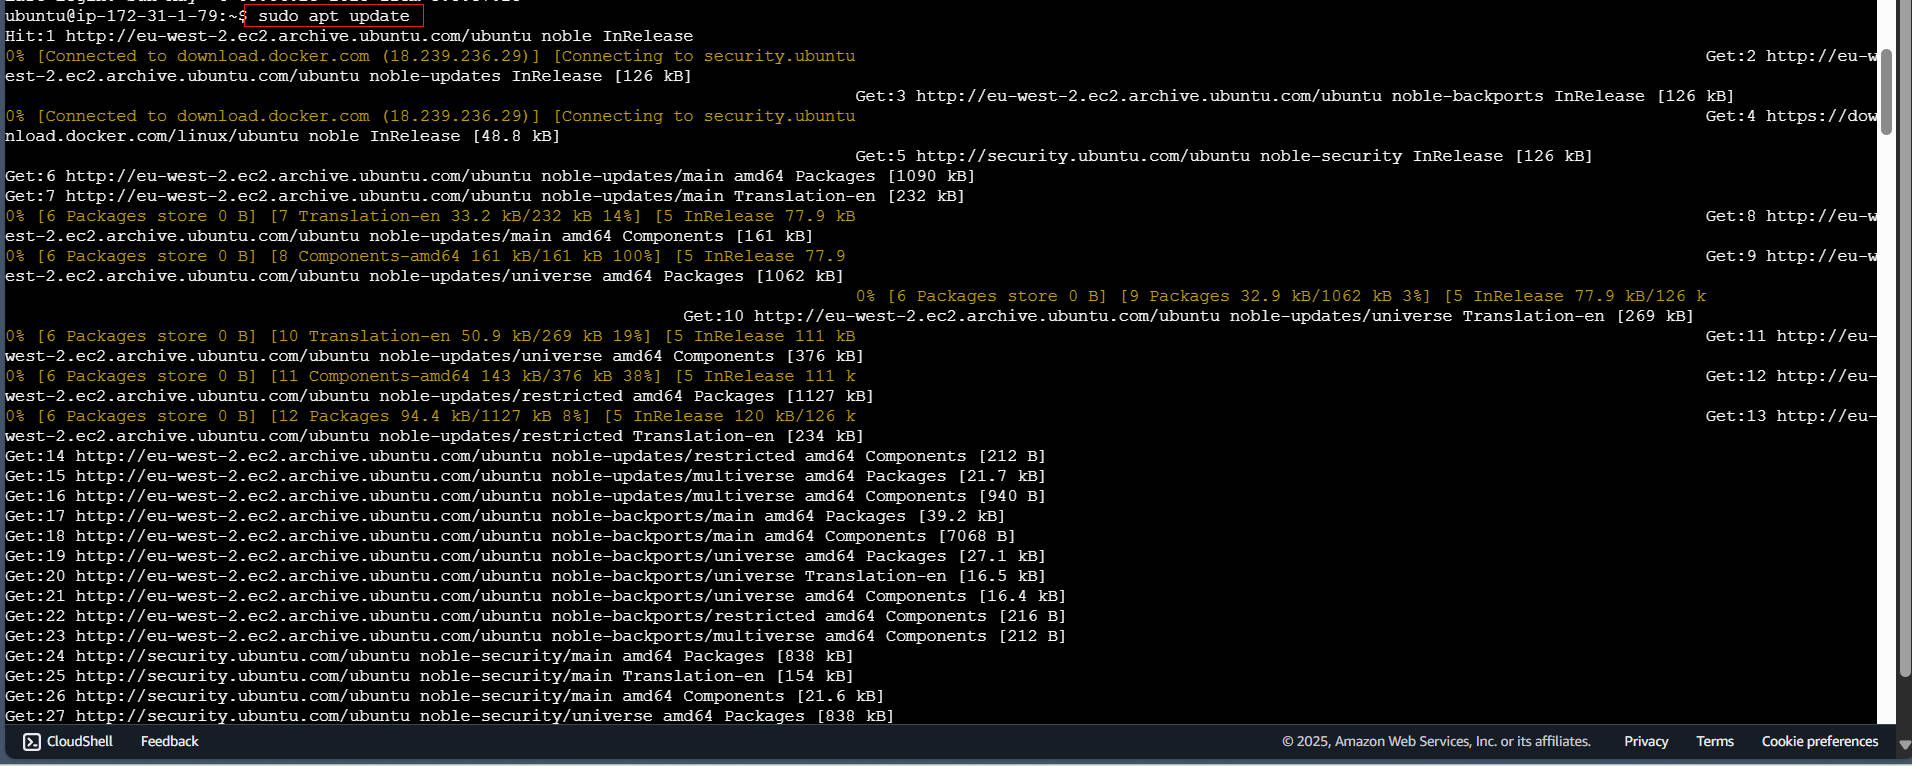 ubuntu@ip-172-31-1-79:~$ sudo apt update
Hit:1 http://eu-west-2.ec2.archive.ubuntu.com/ubuntu noble InRelease
0% [Connected to download.docker.com (18.239.236.29)] [Connecting to security.ubuntu Get:2 http://eu-w
est-2.ec2.archive.ubuntu.com/ubuntu noble-updates InRelease [126 kB]
Get:3 http://eu-west-2.ec2.archive.ubuntu.com/ubuntu noble-backports InRelease [126 kB]
0% [Connected to download.docker.com (18.239.236.29)] [Connecting to security.ubuntu Get:4 https://dow
nload.docker.com/linux/ubuntu noble InRelease [48.8 kB]
Get:5 http://security.ubuntu.com/ubuntu noble-security InRelease [126 kB]
Get:6 http://eu-west-2.ec2.archive.ubuntu.com/ubuntu noble-updates/main amd64 Packages [1090 kB]
Get:7 http://eu-west-2.ec2.archive.ubuntu.com/ubuntu noble-updates/main Translation-en [232 kB]
0% [6 Packages store 0 B] [7 Translation-en 33.2 kB/232 kB 14%] [5 InRelease 77.9 kB Get:8 http://eu-w
est-2.ec2.archive.ubuntu.com/ubuntu noble-updates/main amd64 Components [161 kB]
0% [6 Packages store 0 B] [8 Components-amd64 161 kB/161 kB 100%] [5 InRelease 77.9 Get:9 http://eu-w
est-2.ec2.archive.ubuntu.com/ubuntu noble-updates/universe amd64 Packages [1062 kB]
0% [6 Packages store 0 B] [9 Packages 32.9 kB/1062 kB 3%] [5 InRelease 77.9 kB/126 k
Get:10 http://eu-west-2.ec2.archive.ubuntu.com/ubuntu noble-updates/universe Translation-en [269 kB]
0% [6 Packages store 0 B] [10 Translation-en 50.9 kB/269 kB 19%] [5 InRelease 111 kB Get:11 http://eu-
west-2.ec2.archive.ubuntu.com/ubuntu noble-updates/universe amd64 Components [376 kB]
0% [6 Packages store 0 B] [11 Components-amd64 143 kB/376 kB 38%] [5 InRelease 111 k Get:12 http://eu-
west-2.ec2.archive.ubuntu.com/ubuntu noble-updates/restricted amd64 Packages [1127 kB]
0% [6 Packages store 0 B] [12 Packages 94.4 kB/1127 kB 8%] [5 InRelease 120 kB/126 k Get:13 http://eu-
west-2.ec2.archive.ubuntu.com/ubuntu noble-updates/restricted Translation-en [234 kB]
Get:14 http://eu-west-2.ec2.archive.ubuntu.com/ubuntu noble-updates/restricted amd64 Components [212 B]
Get:15 http://eu-west-2.ec2.archive.ubuntu.com/ubuntu noble-updates/multiverse amd64 Packages [21.7 kB]
Get:16 http://eu-west-2.ec2.archive.ubuntu.com/ubuntu noble-updates/multiverse amd64 Components [940 B]
Get:17 http://eu-west-2.ec2.archive.ubuntu.com/ubuntu noble-backports/main amd64 Packages [39.2 kB]
Get:18 http://eu-west-2.ec2.archive.ubuntu.com/ubuntu noble-backports/main amd64 Components [7068 B]
Get:19 http://eu-west-2.ec2.archive.ubuntu.com/ubuntu noble-backports/universe amd64 Packages [27.1 kB]
Get:20 http://eu-west-2.ec2.archive.ubuntu.com/ubuntu noble-backports/universe Translation-en [16.5 kB]
Get:21 http://eu-west-2.ec2.archive.ubuntu.com/ubuntu noble-backports/universe amd64 Components [16.4 kB]
Get:22 http://eu-west-2.ec2.archive.ubuntu.com/ubuntu noble-backports/restricted amd64 Components [216 B]
Get:23 http://eu-west-2.ec2.archive.ubuntu.com/ubuntu noble-backports/multiverse amd64 Components [212 B]
Get:24 http://security.ubuntu.com/ubuntu noble-security/main amd64 Packages [838 kB]
Get:25 http://security.ubuntu.com/ubuntu noble-security/main Translation-en [154 kB]
Get:26 http://security.ubuntu.com/ubuntu noble-security/main amd64 Components [21.6 kB]
Get:27 http://security.ubuntu.com/ubuntu noble-security/universe amd64 Packages [838 kB]
CloudShell Feedback © 2025, Amazon Web Services, Inc. or its affiliates. Privacy Terms Cookie preferences